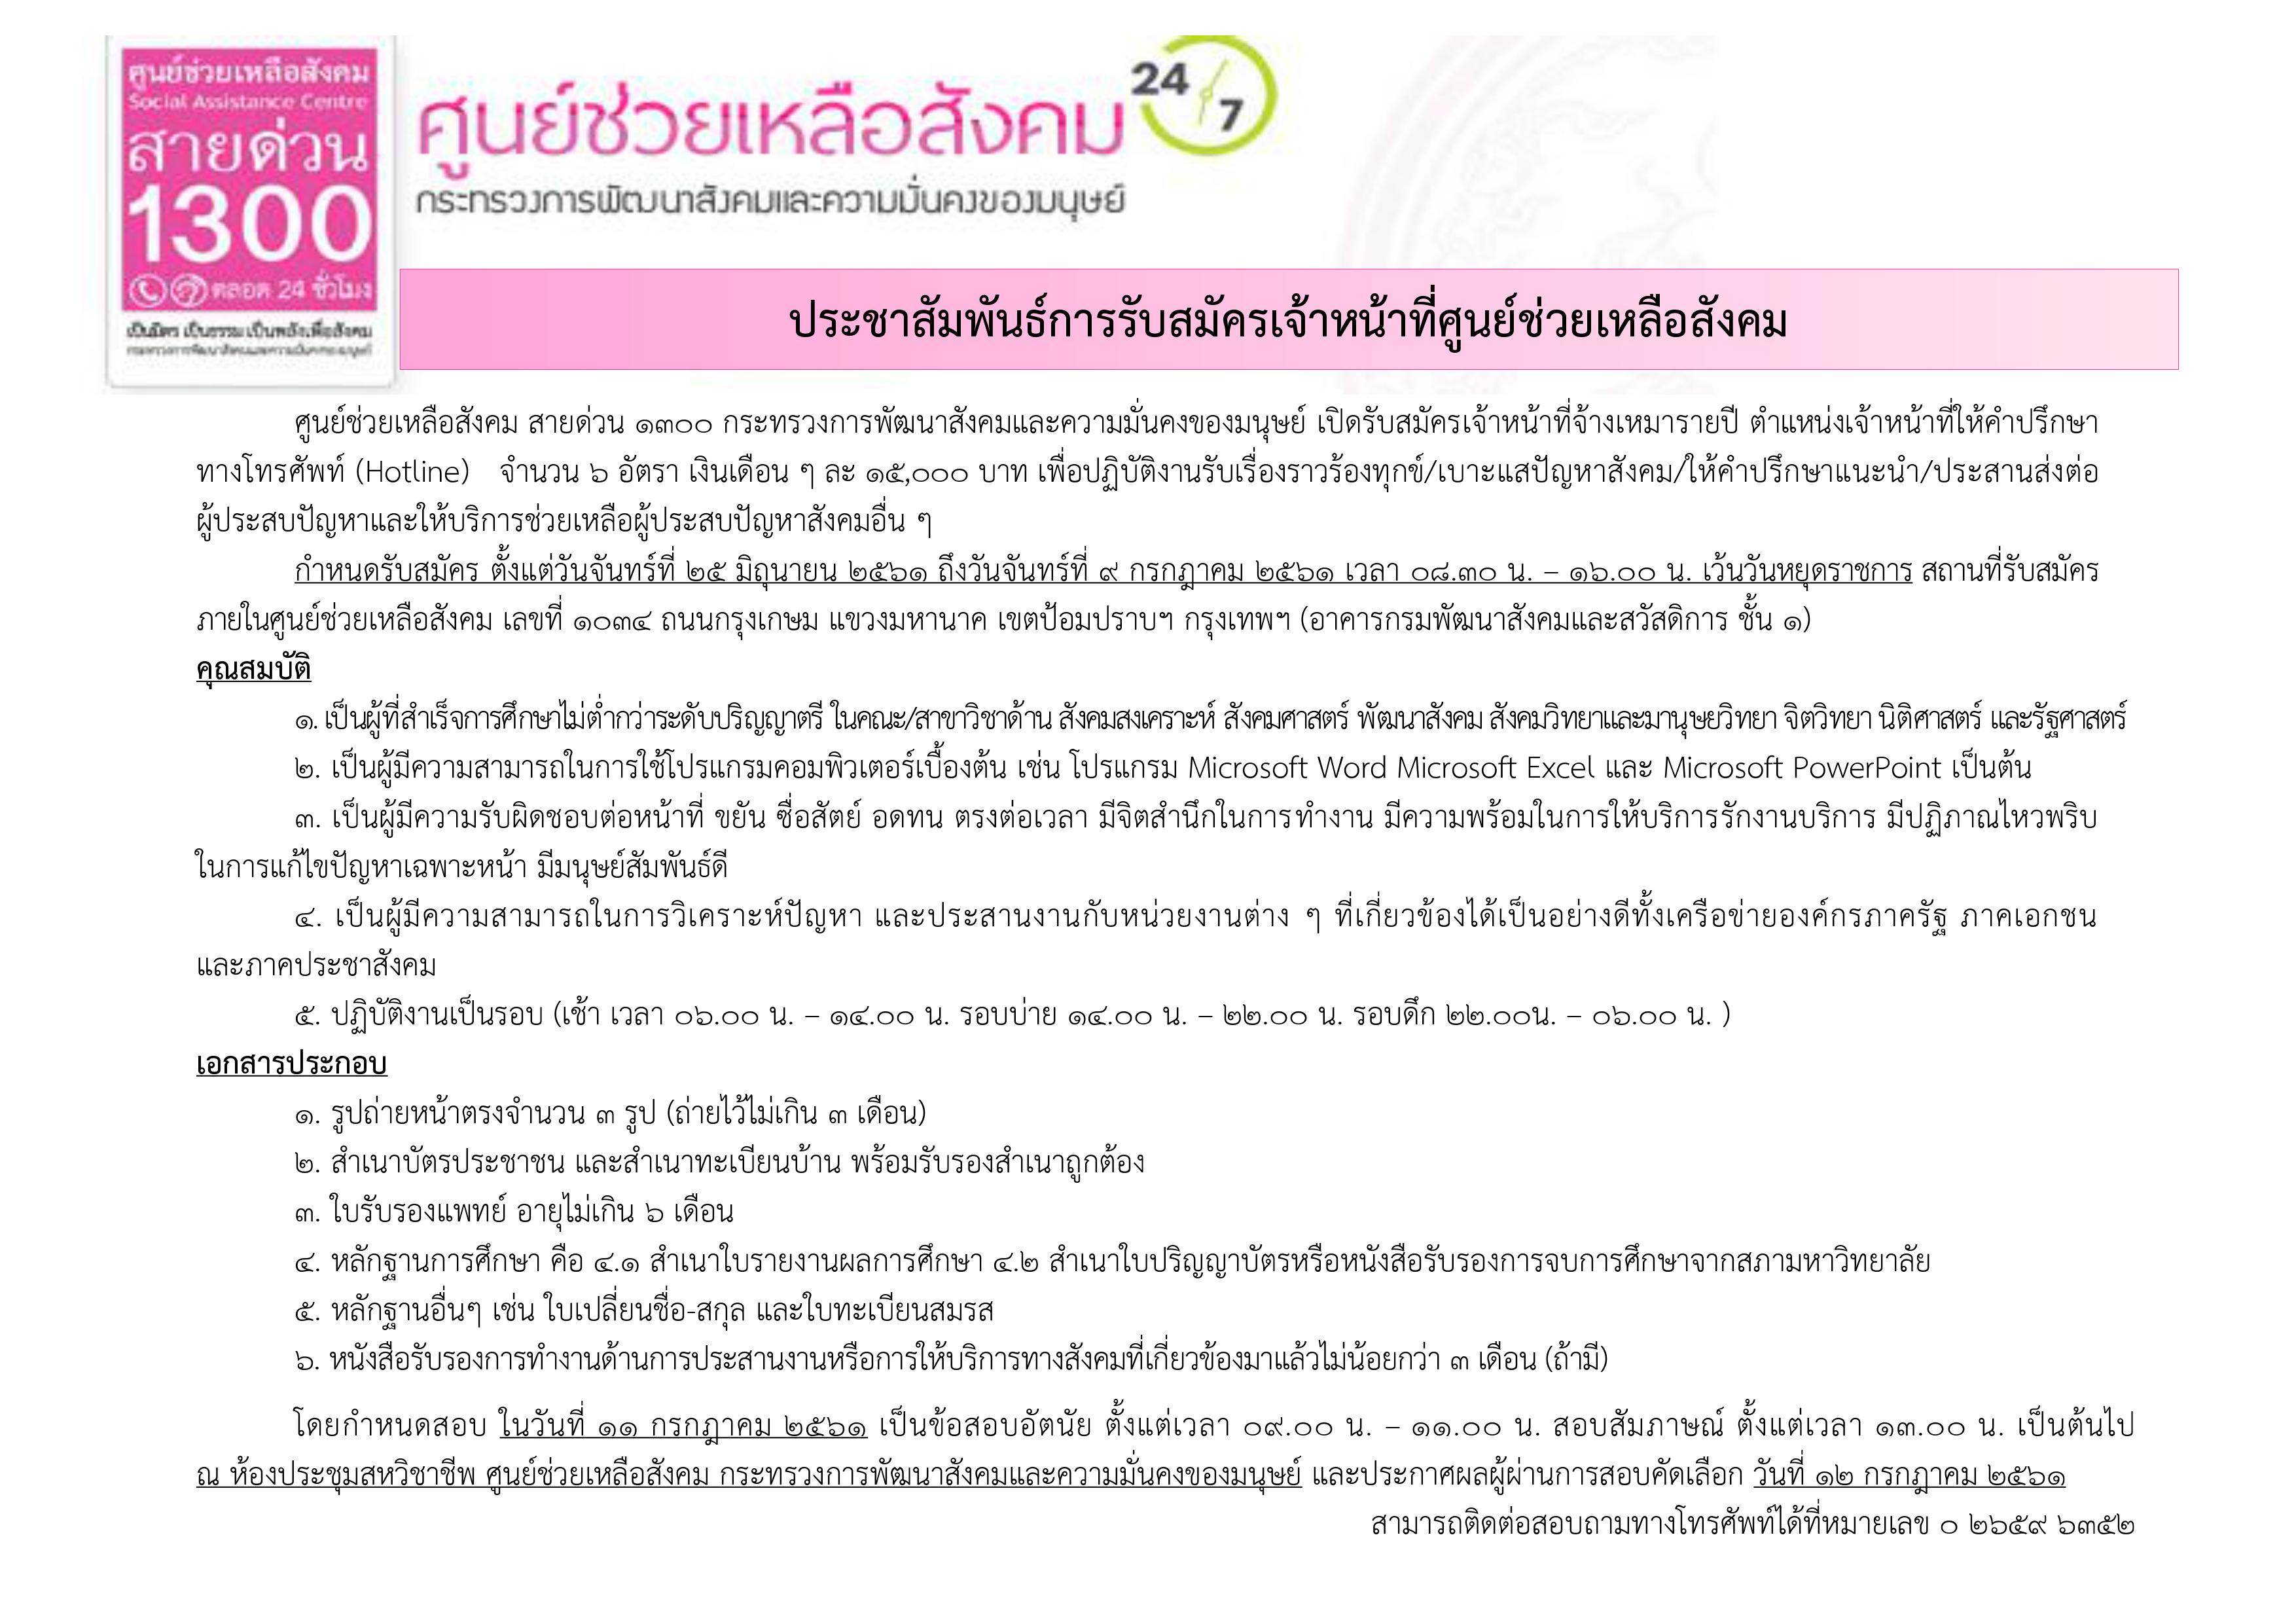 ศูนย์ช่วยเหลือสังคม
Social Assistance Centre
สายด่วน
1300
ตลอด 24 ชั่วโมง
เป็นมิตร เป็นธรรม เป็นพลังเพื่อสังคม
กระทรวงการพัฒนาสังคมและความมั่นคงของมนุษย์
ศูนย์ช่วยเหลือสังคม 24/7
กระทรวงการพัฒนาสังคมและความมั่นคงของมนุษย์
ประชาสัมพันธ์การรับสมัครเจ้าหน้าที่ศูนย์ช่วยเหลือสังคม
ศูนย์ช่วยเหลือสังคม สายด่วน ๑๓๐๐ กระทรวงการพัฒนาสังคมและความมั่นคงของมนุษย์ เปิดรับสมัครเจ้าหน้าที่จ้างเหมารายปี ตำแหน่งเจ้าหน้าที่ให้คำปรึกษา
ทางโทรศัพท์ (Hotline) จำนวน ๖ อัตรา เงินเดือน ๆ ละ ๑๕,๐๐๐ บาท เพื่อปฏิบัติงานรับเรื่องราวร้องทุกข์/เบาะแสปัญหาสังคม/ให้คำปรึกษาแนะนำ/ประสานส่งต่อ
ผู้ประสบปัญหาและให้บริการช่วยเหลือผู้ประสบปัญหาสังคมอื่น ๆ
กำหนดรับสมัคร ตั้งแต่วันจันทร์ที่ ๒๕ มิถุนายน ๒๕๖๑ ถึงวันจันทร์ที่ ๙ กรกฎาคม ๒๕๖๑ เวลา ๐๘.๓๐ น. – ๑๖.๐๐ น. เว้นวันหยุดราชการ สถานที่รับสมัคร
ภายในศูนย์ช่วยเหลือสังคม เลขที่ ๑๐๓๔ ถนนกรุงเกษม แขวงมหานาค เขตป้อมปราบฯ กรุงเทพฯ (อาคารกรมพัฒนาสังคมและสวัสดิการ ชั้น ๑)
คุณสมบัติ
๑. เป็นผู้ที่สำเร็จการศึกษาไม่ต่ำกว่าระดับปริญญาตรี ในคณะ/สาขาวิชาด้าน สังคมสงเคราะห์ สังคมศาสตร์ พัฒนาสังคม สังคมวิทยาและมานุษยวิทยา จิตวิทยา นิติศาสตร์ และรัฐศาสตร์
๒. เป็นผู้มีความสามารถในการใช้โปรแกรมคอมพิวเตอร์เบื้องต้น เช่น โปรแกรม Microsoft Word Microsoft Excel และ Microsoft PowerPoint เป็นต้น
๓. เป็นผู้มีความรับผิดชอบต่อหน้าที่ ขยัน ซื่อสัตย์ อดทน ตรงต่อเวลา มีจิตสำนึกในการทำงาน มีความพร้อมในการให้บริการรักงานบริการ มีปฏิภาณไหวพริบ
ในการแก้ไขปัญหาเฉพาะหน้า มีมนุษย์สัมพันธ์ดี
๔. เป็นผู้มีความสามารถในการวิเคราะห์ปัญหา และประสานงานกับหน่วยงานต่าง ๆ ที่เกี่ยวข้องได้เป็นอย่างดีทั้งเครือข่ายองค์กรภาครัฐ ภาคเอกชน
และภาคประชาสังคม
๕. ปฏิบัติงานเป็นรอบ (เช้า เวลา ๐๖.๐๐ น. – ๑๔.๐๐ น. รอบบ่าย ๑๔.๐๐ น. – ๒๒.๐๐ น. รอบดึก ๒๒.๐๐น. – ๐๖.๐๐ น. )
เอกสารประกอบ
๑. รูปถ่ายหน้าตรงจำนวน ๓ รูป (ถ่ายไว้ไม่เกิน ๓ เดือน)
๒. สำเนาบัตรประชาชน และสำเนาทะเบียนบ้าน พร้อมรับรองสำเนาถูกต้อง
๓. ใบรับรองแพทย์ อายุไม่เกิน ๖ เดือน
๔. หลักฐานการศึกษา คือ ๔.๑ สำเนาใบรายงานผลการศึกษา ๔.๒ สำเนาใบปริญญาบัตรหรือหนังสือรับรองการจบการศึกษาจากสภามหาวิทยาลัย
๕. หลักฐานอื่นๆ เช่น ใบเปลี่ยนชื่อ-สกุล และใบทะเบียนสมรส
๖. หนังสือรับรองการทำงานด้านการประสานงานหรือการให้บริการทางสังคมที่เกี่ยวข้องมาแล้วไม่น้อยกว่า ๓ เดือน (ถ้ามี)
โดยกำหนดสอบ ในวันที่ ๑๑ กรกฎาคม ๒๕๖๑ เป็นข้อสอบอัตนัย ตั้งแต่เวลา ๐๙.๐๐ น. – ๑๑.๐๐ น. สอบสัมภาษณ์ ตั้งแต่เวลา ๑๓.๐๐ น. เป็นต้นไป
ณ ห้องประชุมสหวิชาชีพ ศูนย์ช่วยเหลือสังคม กระทรวงการพัฒนาสังคมและความมั่นคงของมนุษย์ และประกาศผลผู้ผ่านการสอบคัดเลือก วันที่ ๑๒ กรกฎาคม ๒๕๖๑
สามารถติดต่อสอบถามทางโทรศัพท์ได้ที่หมายเลข ๐ ๒๖๕๙ ๖๓๕๒